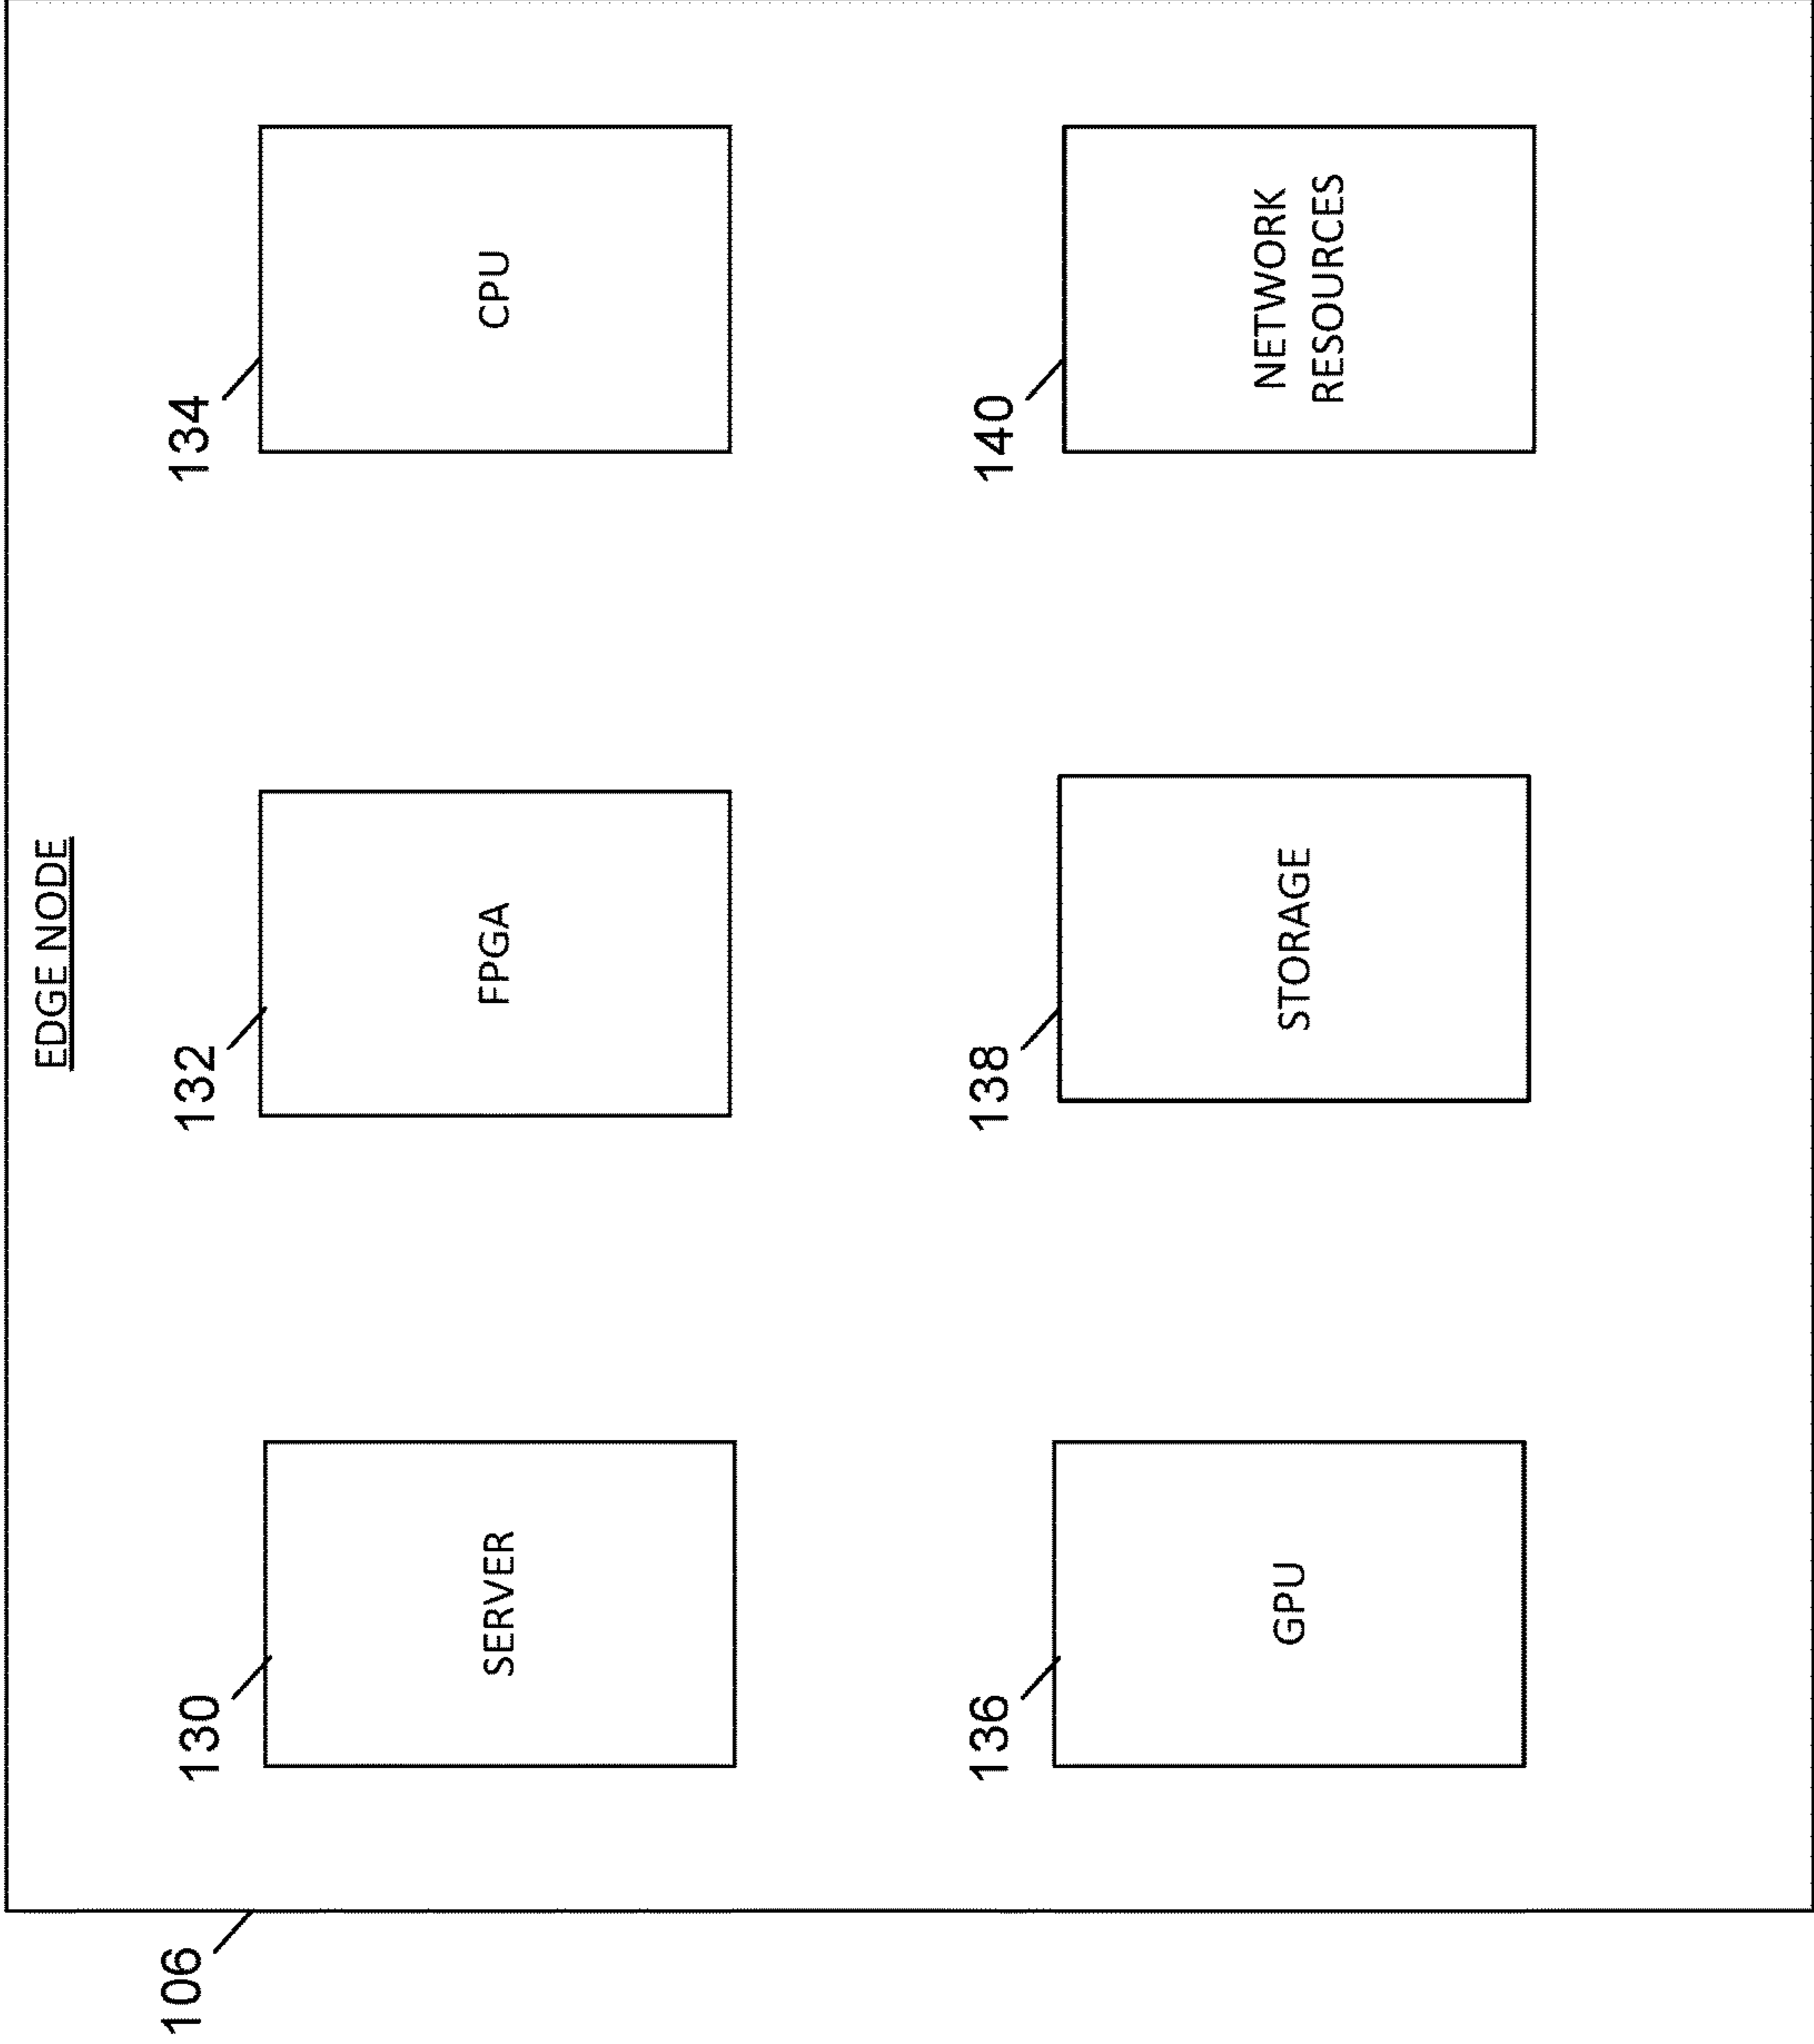 EDGE NODE
106
130
SERVER
132
FPGA
134
CPU
136
GPU
138
STORAGE
140
NETWORK
RESOURCES